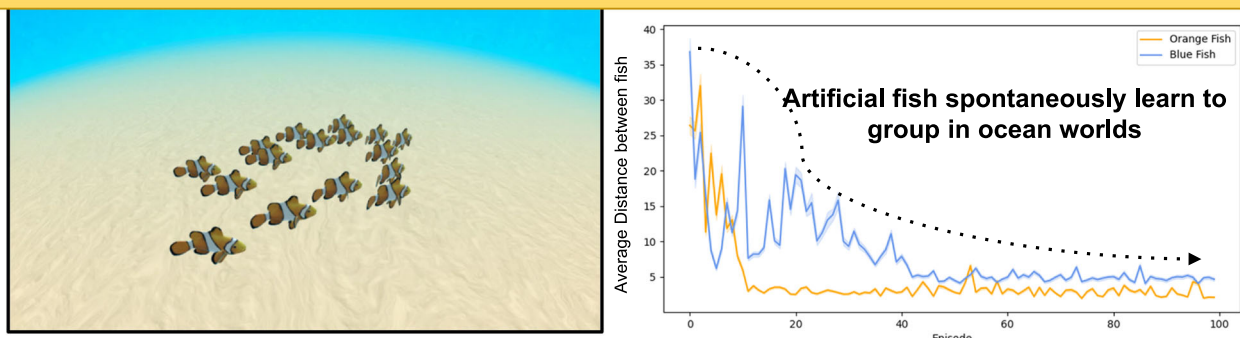 40
35
30
25
20
15
10
5
Average Distance between fish
Orange Fish
Blue Fish
Artificial fish spontaneously learn to
group in ocean worlds
0
20
40
60
80
100
Episode